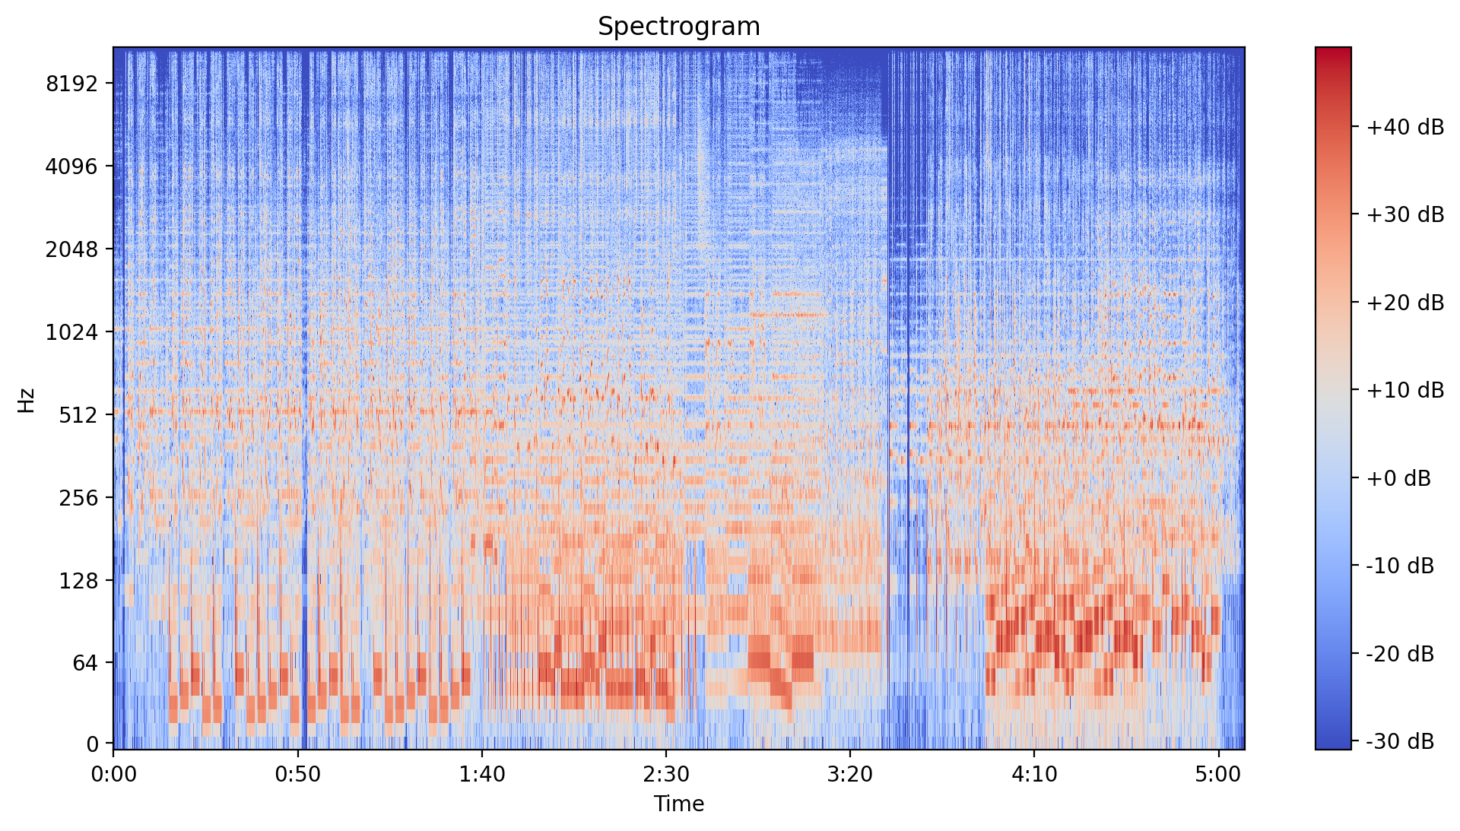 Spectrogram
Hz
8192
4096
2048
1024
512
256
128
64
0
0:00 0:50 1:40 2:30 3:20 4:10 5:00
Time
+40 dB
+30 dB
+20 dB
+10 dB
+0 dB
-10 dB
-20 dB
-30 dB